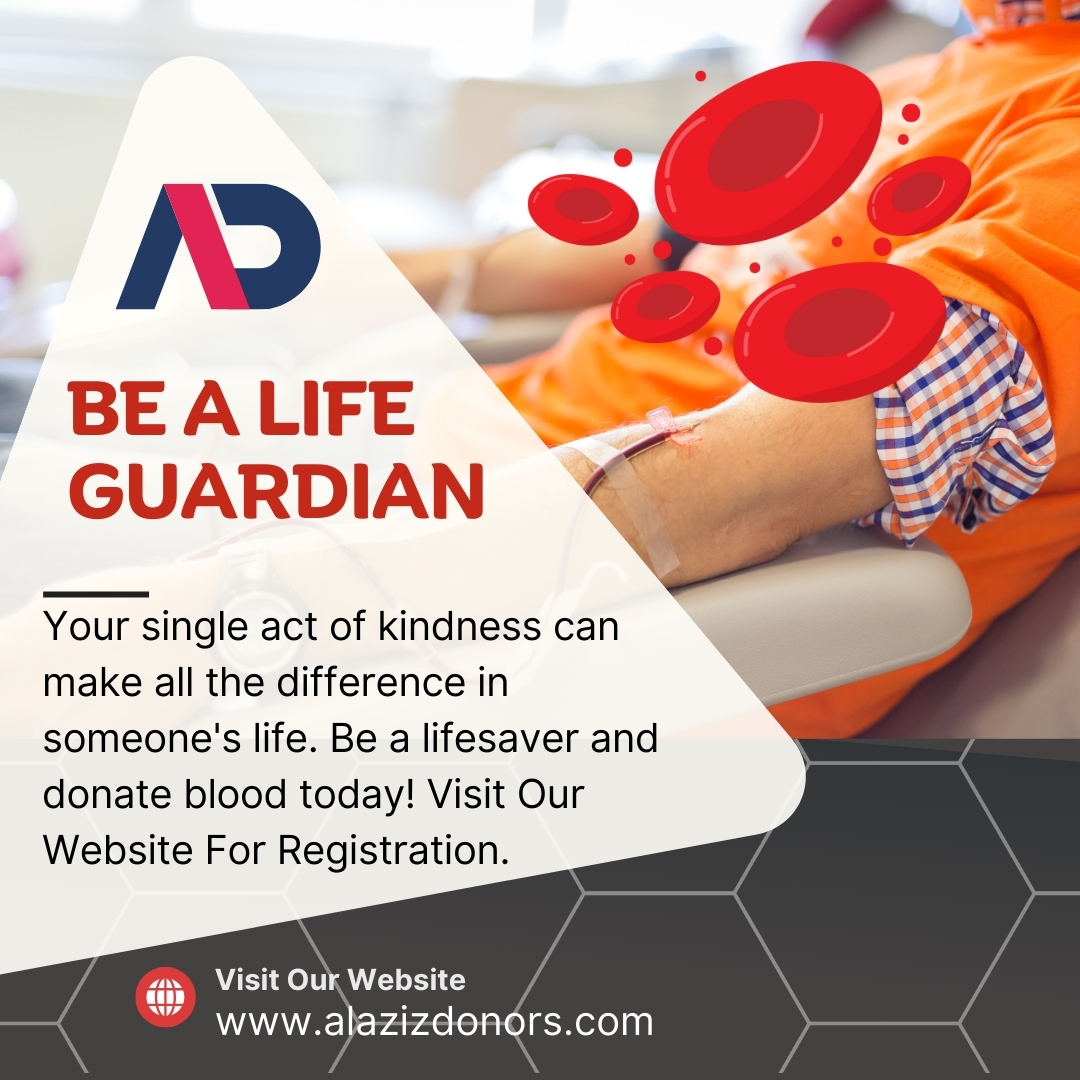 AD
BE A LIFE
GUARDIAN
Your single act of kindness can
make all the difference in
someone's life. Be a lifesaver and
donate blood today! Visit Our
Website For Registration.
Visit Our Website
www.alazizdonors.com